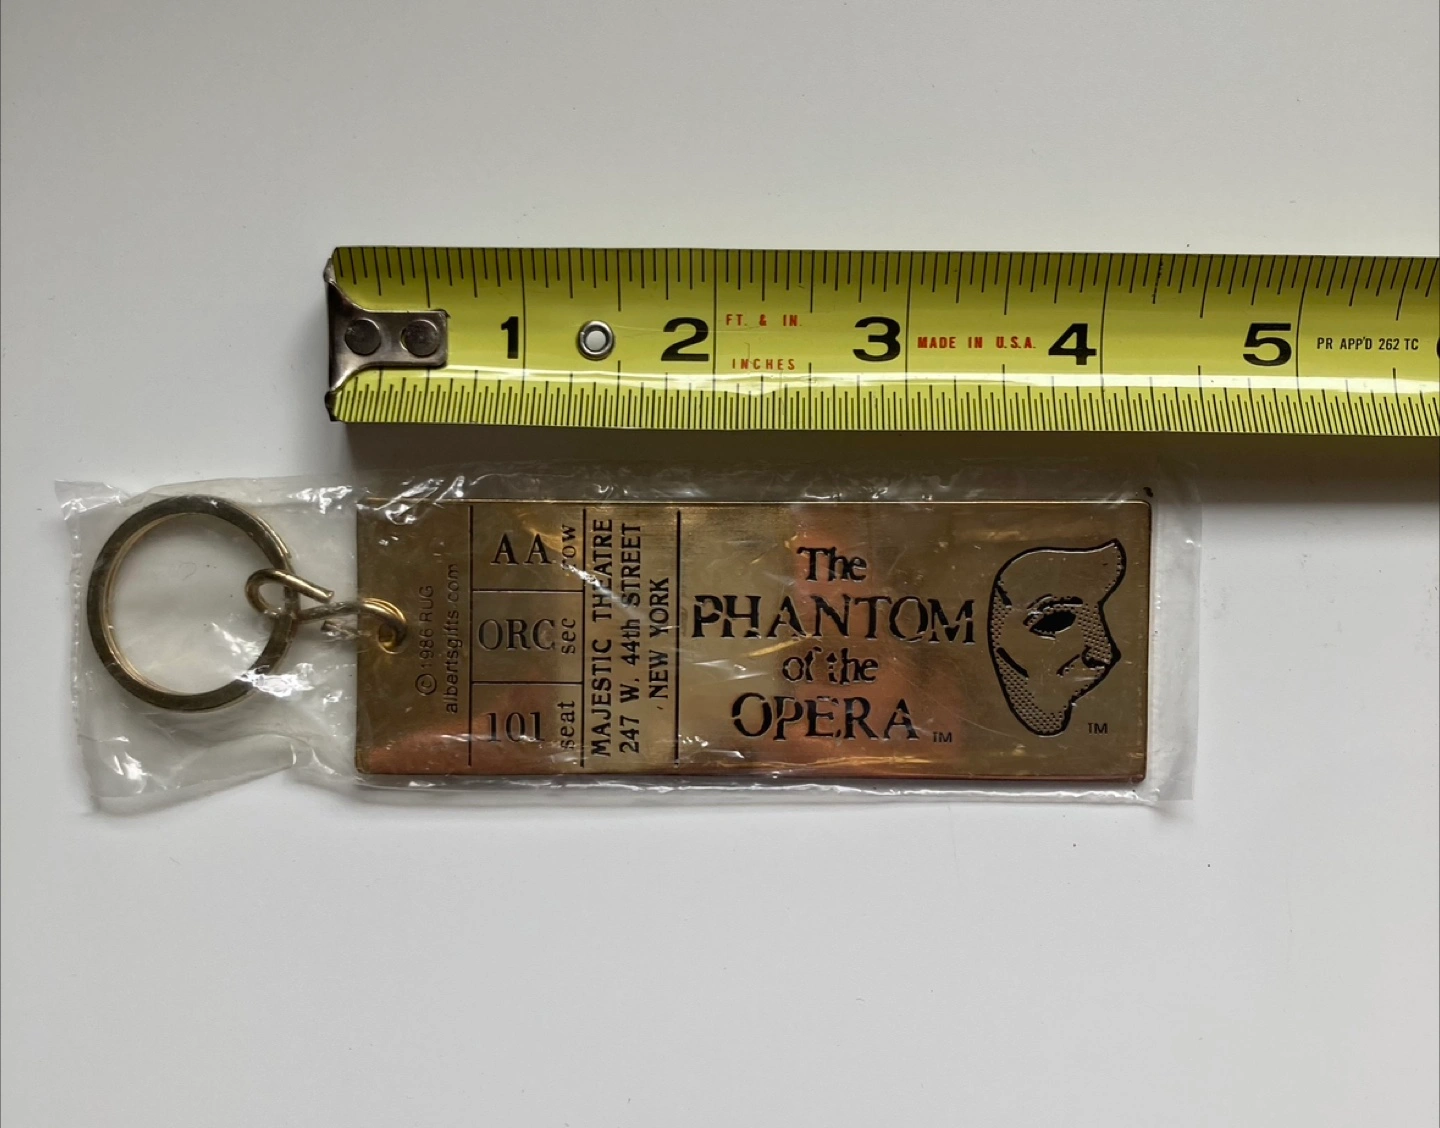 1 2 3 4 5
FT. & IN.
INCHES
MADE IN U.S.A.
PR APP'D 262 TC
©1986 RUG
albertsgifts.com
AA row
ORC sec
101 seat
MAJESTIC THEATRE
247 W. 44th STREET
NEW YORK
The
PHANTOM
of the
OPERA TM
TM